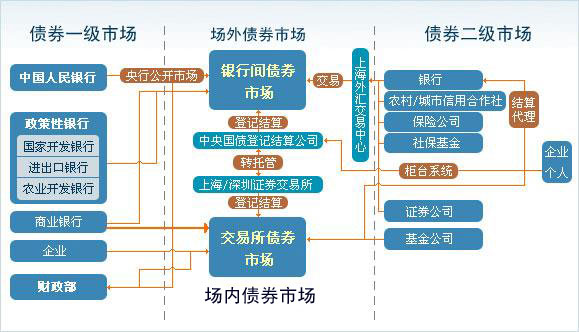 债券一级市场
场外债券市场
债券二级市场
中国人民银行
央行公开市场
银行间债券
市场
交易
上海外汇交易中心
银行
农村/城市信用合作社
保险公司
社保基金
结算
代理
政策性银行
国家开发银行
进出口银行
农业开发银行
登记结算
中央国债登记结算公司
转托管
上海/深圳证券交易所
登记结算
柜台系统
企业
个人
商业银行
企业
财政部
交易所债券
市场
证券公司
基金公司
场内债券市场